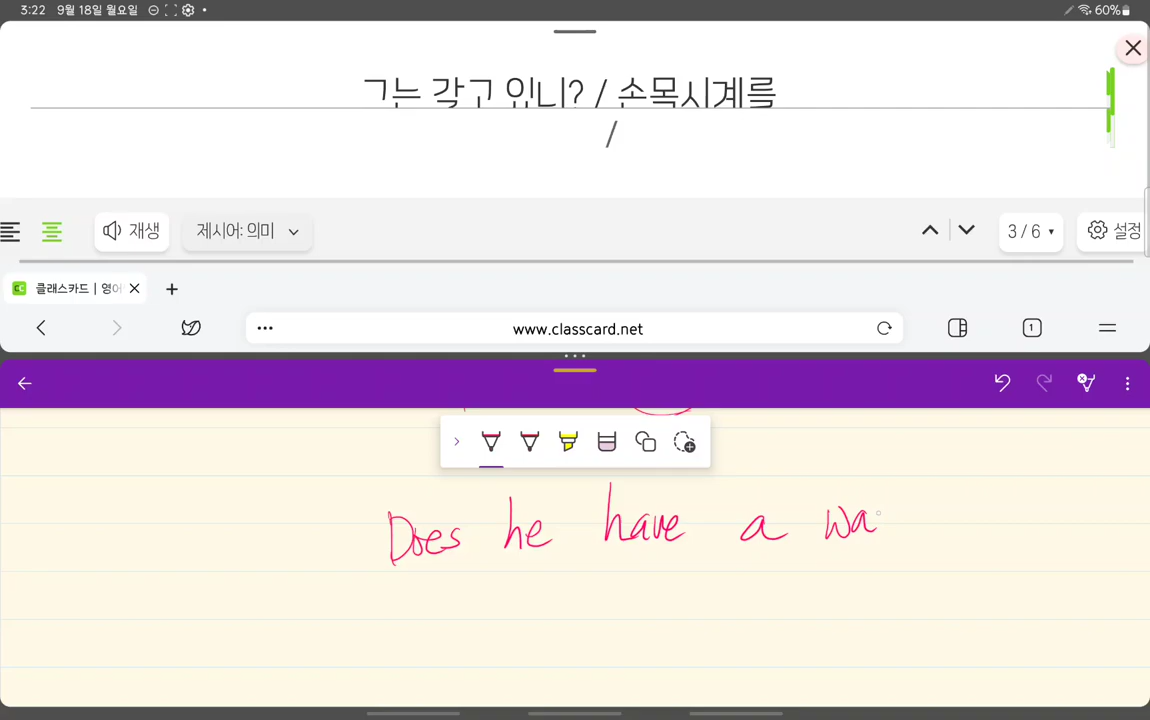 3:22 9월 18일 월요일 60%
그는 갖고 있니? / 손목시계를
/
재생 제시어: 의미 3 / 6 설정
클래스카드 | 영어
www.classcard.net 1
Does he have a wa